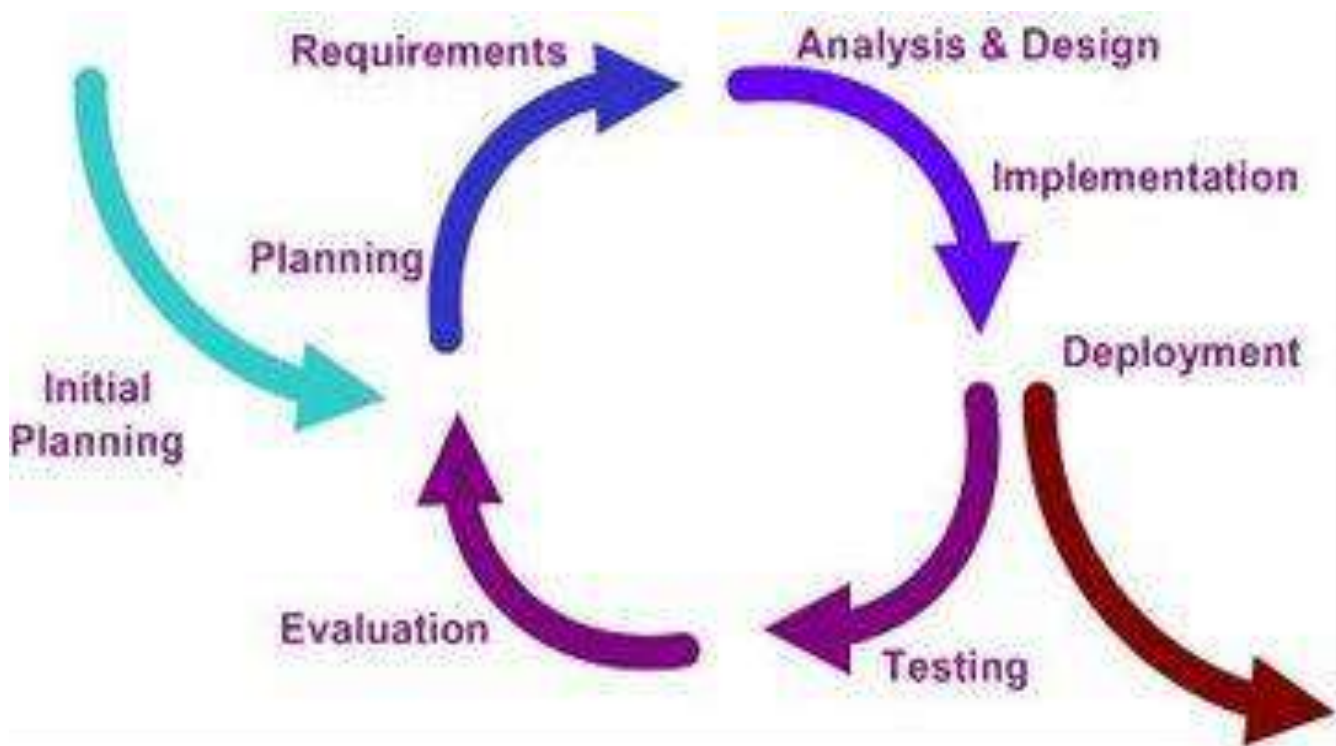 Requirements
Analysis & Design
Implementation
Planning
Deployment
Initial
Planning
Evaluation
Testing